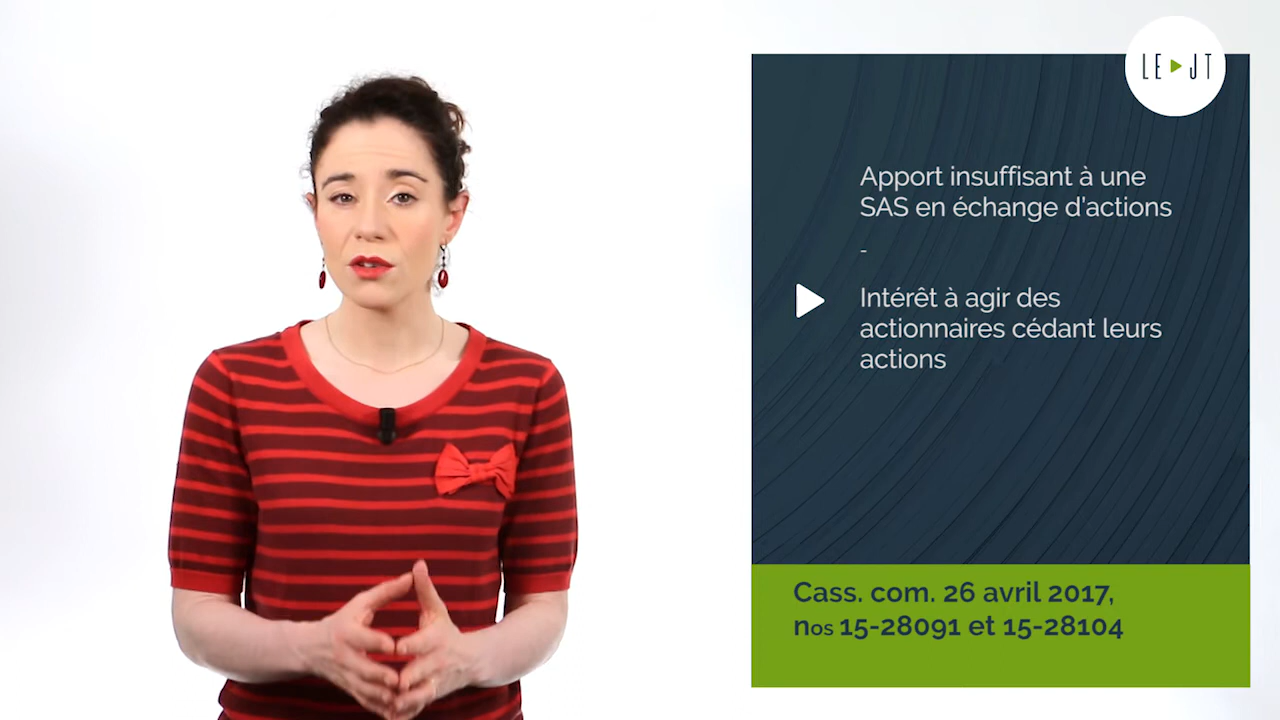 LE JT
Apport insuffisant à une
SAS en échange d'actions
-
Intérêt à agir des
actionnaires cédant leurs
actions
Cass. com. 26 avril 2017,
nos 15-28091 et 15-28104